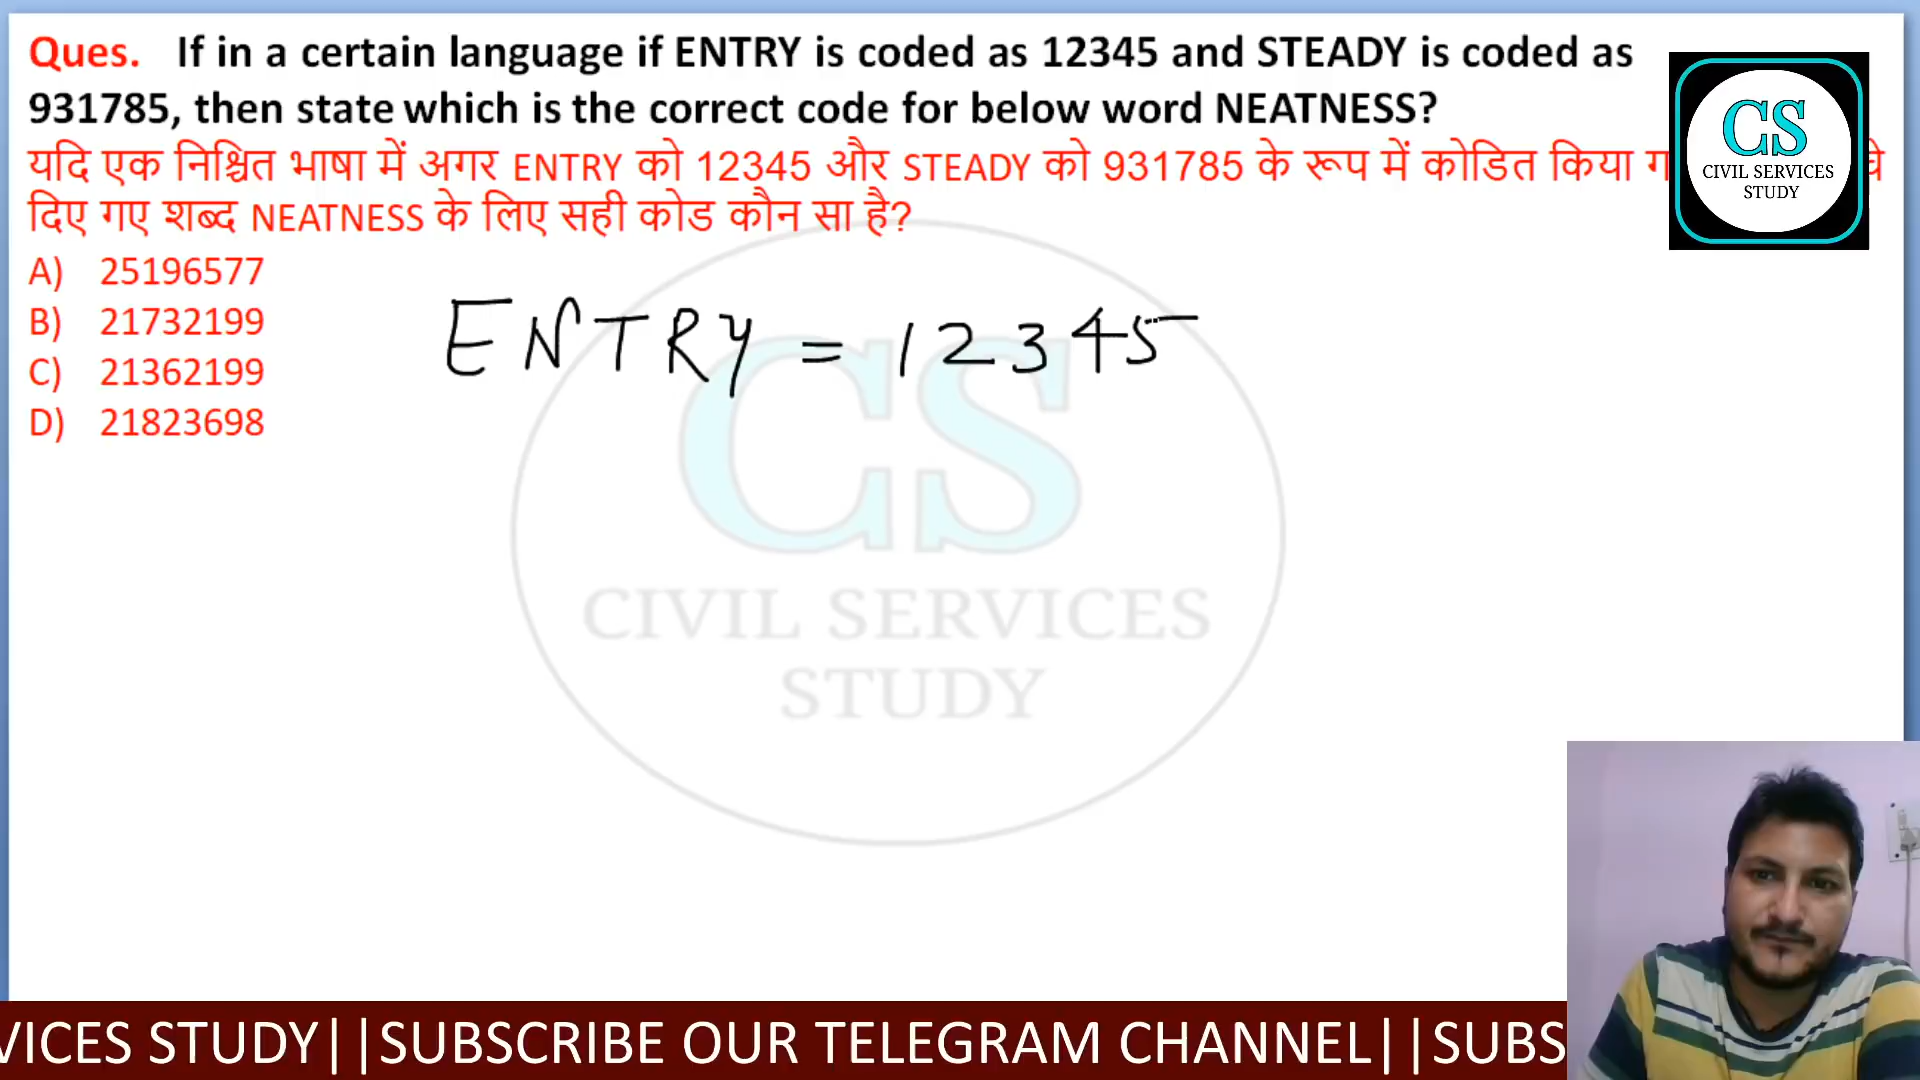 Ques. If in a certain language if ENTRY is coded as 12345 and STEADY is coded as
931785, then state which is the correct code for below word NEATNESS?
यदि एक निश्चित भाषा में अगर ENTRY को 12345 और STEADY को 931785 के रूप में कोडित किया
दिए गए शब्द NEATNESS के लिए सही कोड कौन सा है?
A) 25196577
B) 21732199
C) 21362199
D) 21823698
ENTRY = 12345
CS
CIVIL SERVICES
STUDY
CS
CIVIL SERVICES
STUDY
VICES STUDY||SUBSCRIBE OUR TELEGRAM CHANNEL||SUBS